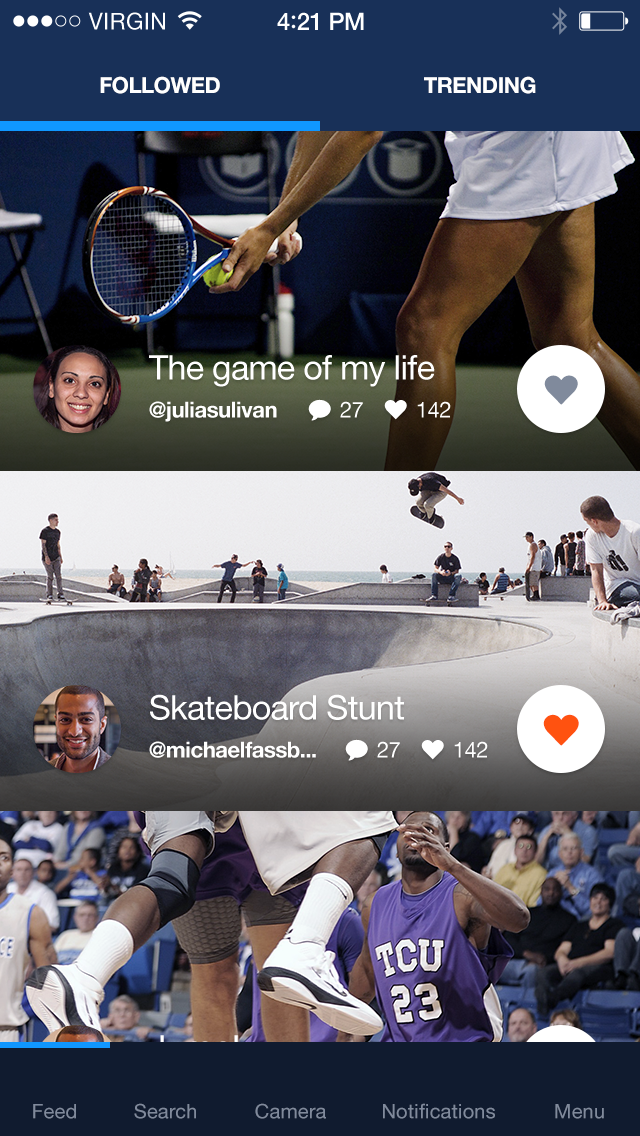 VIRGIN 4:21 PM
FOLLOWED TRENDING
The game of my life
@juliasulivan 27 142
Skateboard Stunt
@michaelfassb... 27 142
TCU
23
Feed Search Camera Notifications Menu